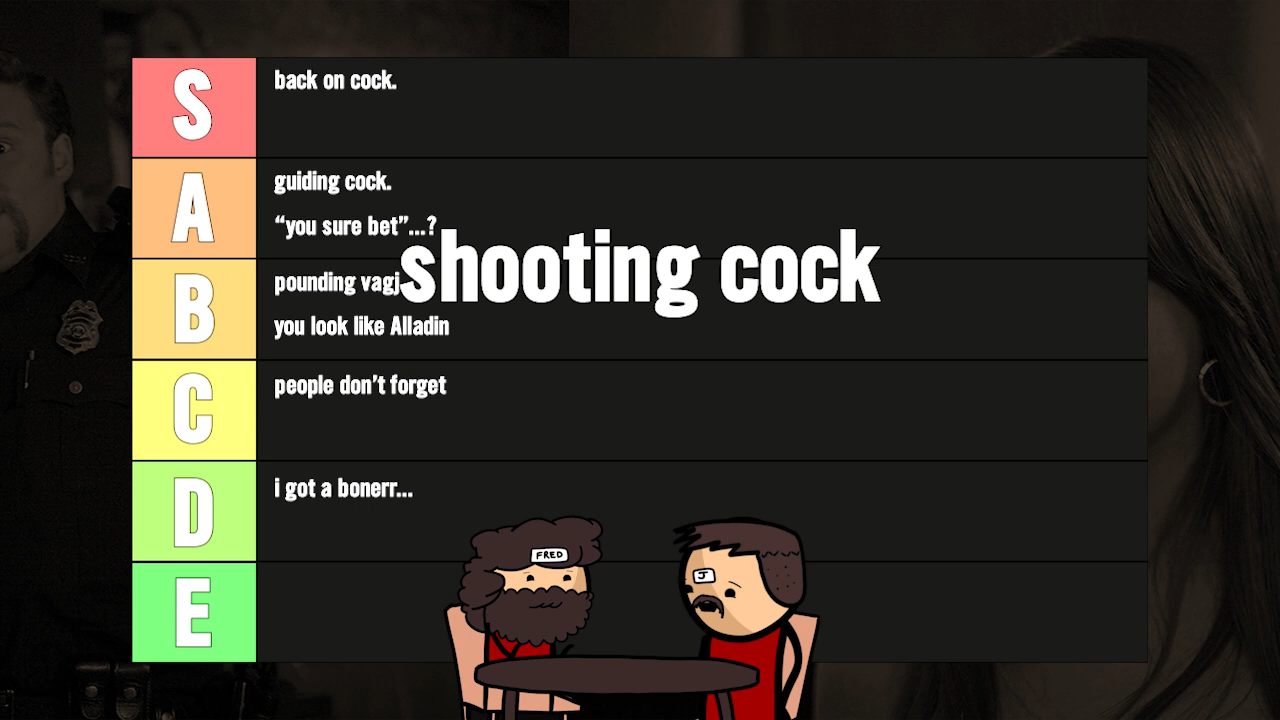 S
back on cock.
A
guiding cock.
“you sure bet”...?
shooting cock
B
pounding vagj
you look like Alladin
C
people don’t forget
D
i got a bonerr...
FRED
J
E